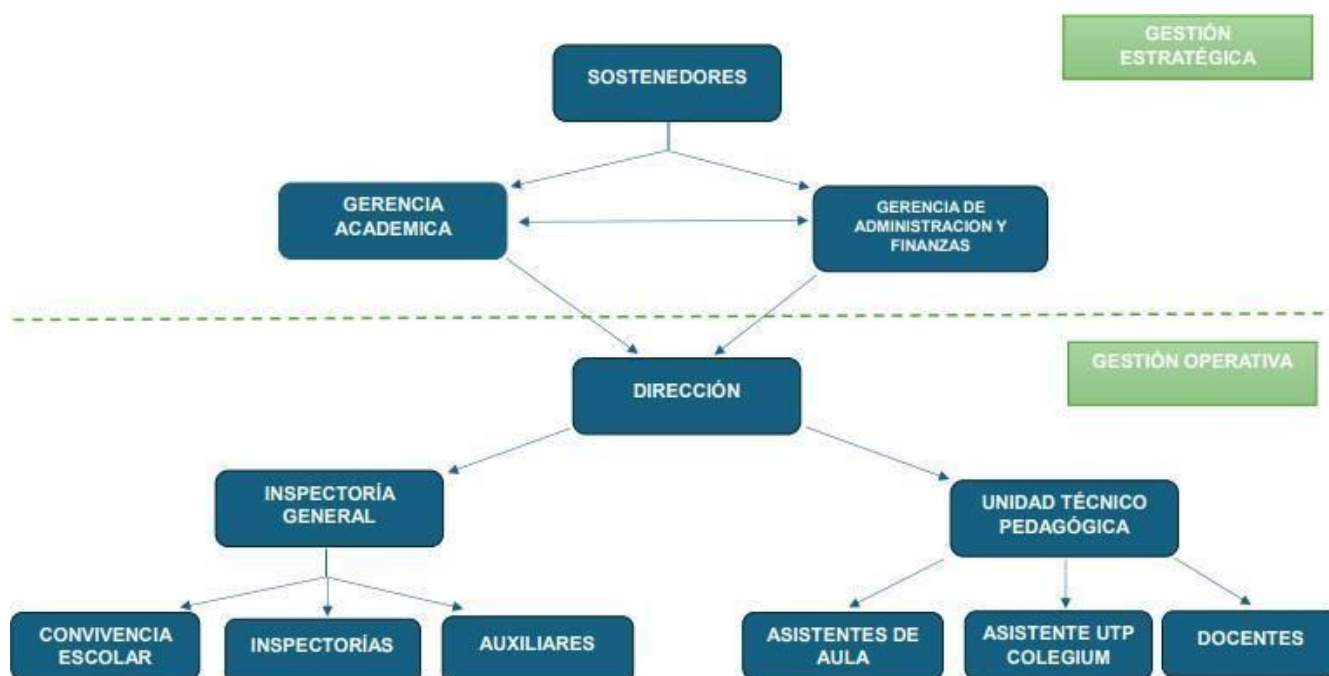 GESTIÓN
ESTRATÉGICA
SOSTENEDORES
GERENCIA
ACADEMICA
GERENCIA DE
ADMINISTRACION Y
FINANZAS
GESTIÓN OPERATIVA
DIRECCIÓN
INSPECTORÍA
GENERAL
UNIDAD TÉCNICO
PEDAGÓGICA
CONVIVENCIA
ESCOLAR
INSPECTORÍAS
AUXILIARES
ASISTENTES DE
AULA
ASISTENTE UTP
COLEGIUM
DOCENTES